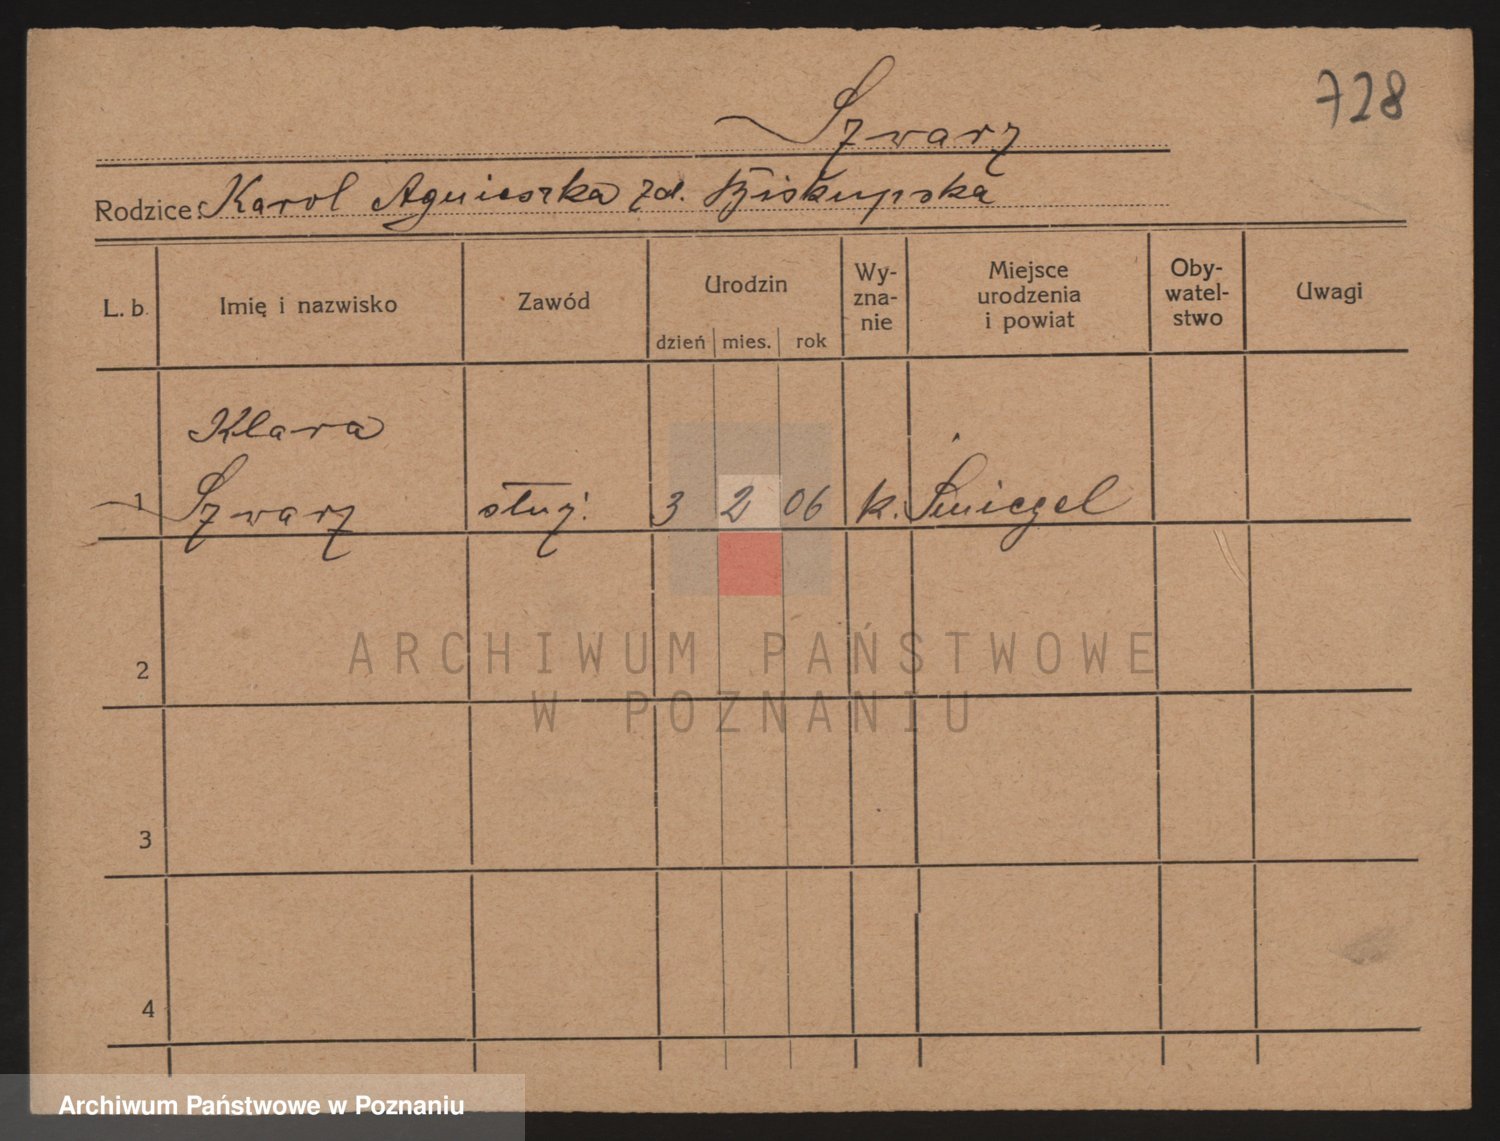 728
Szwarz
Rodzice: Karol Agnieszka zd. Biskupska
L. b. Imię i nazwisko Zawód Urodzin dzień mies. rok Wy-zna-nie Miejsce urodzenia i powiat Oby-watel-stwo Uwagi
Klara
1 Szwarz służ. 3 2 06 k. Śmigiel
2
ARCHIWUM PAŃSTWOWE
W POZNANIU
3
4
Archiwum Państwowe w Poznaniu